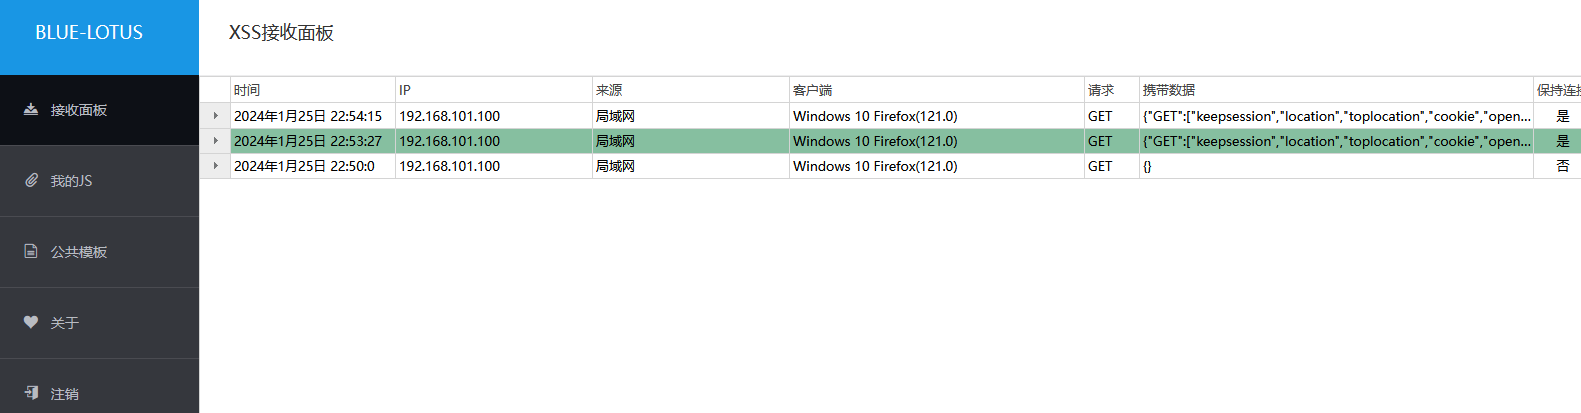 BLUE-LOTUS
XSS接收面板
接收面板
我的JS
公共模板
关于
注销
时间 IP 来源 客户端 请求 携带数据 保持连接
2024年1月25日 22:54:15 192.168.101.100 局域网 Windows 10 Firefox(121.0) GET {"GET":["keepsession","location","toplocation","cookie","open... 是
2024年1月25日 22:53:27 192.168.101.100 局域网 Windows 10 Firefox(121.0) GET {"GET":["keepsession","location","toplocation","cookie","open... 是
2024年1月25日 22:50:0 192.168.101.100 局域网 Windows 10 Firefox(121.0) GET {} 否